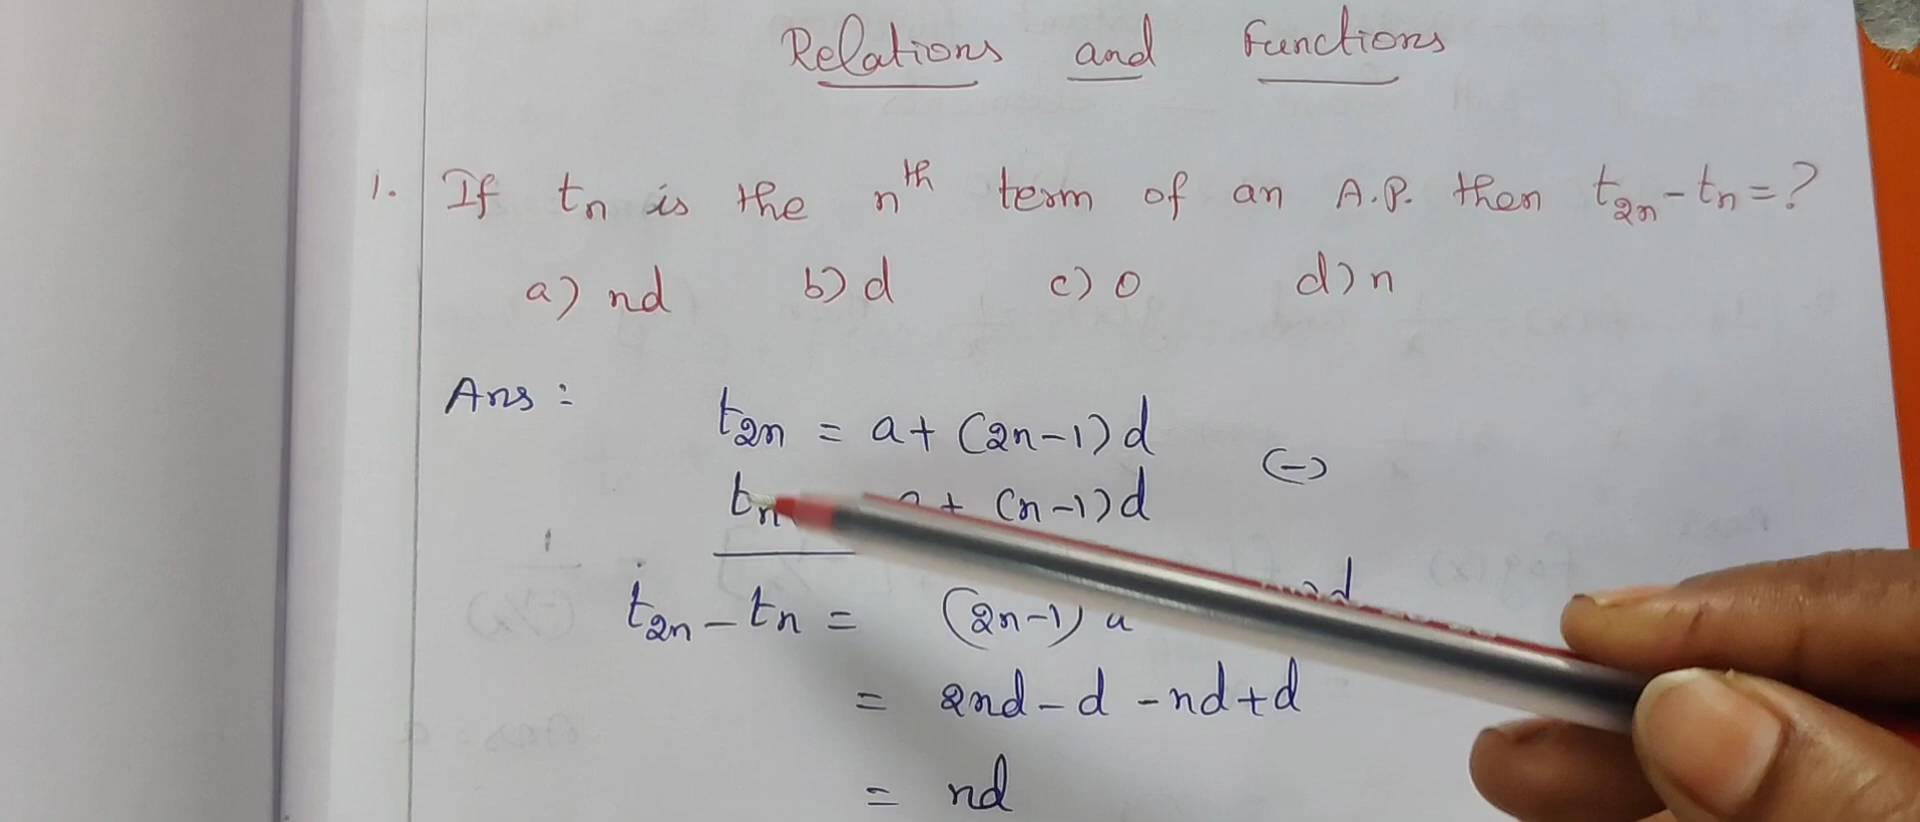 Relations and Functions
1. If tn is the nth term of an A.P. then t2n - tn = ?
a) nd b) d c) 0 d) n
Ans :
t2n = a + (2n-1)d
(-)
tn a + (n-1)d
t2n - tn = (2n-1)
= 2nd - d - nd + d
= nd